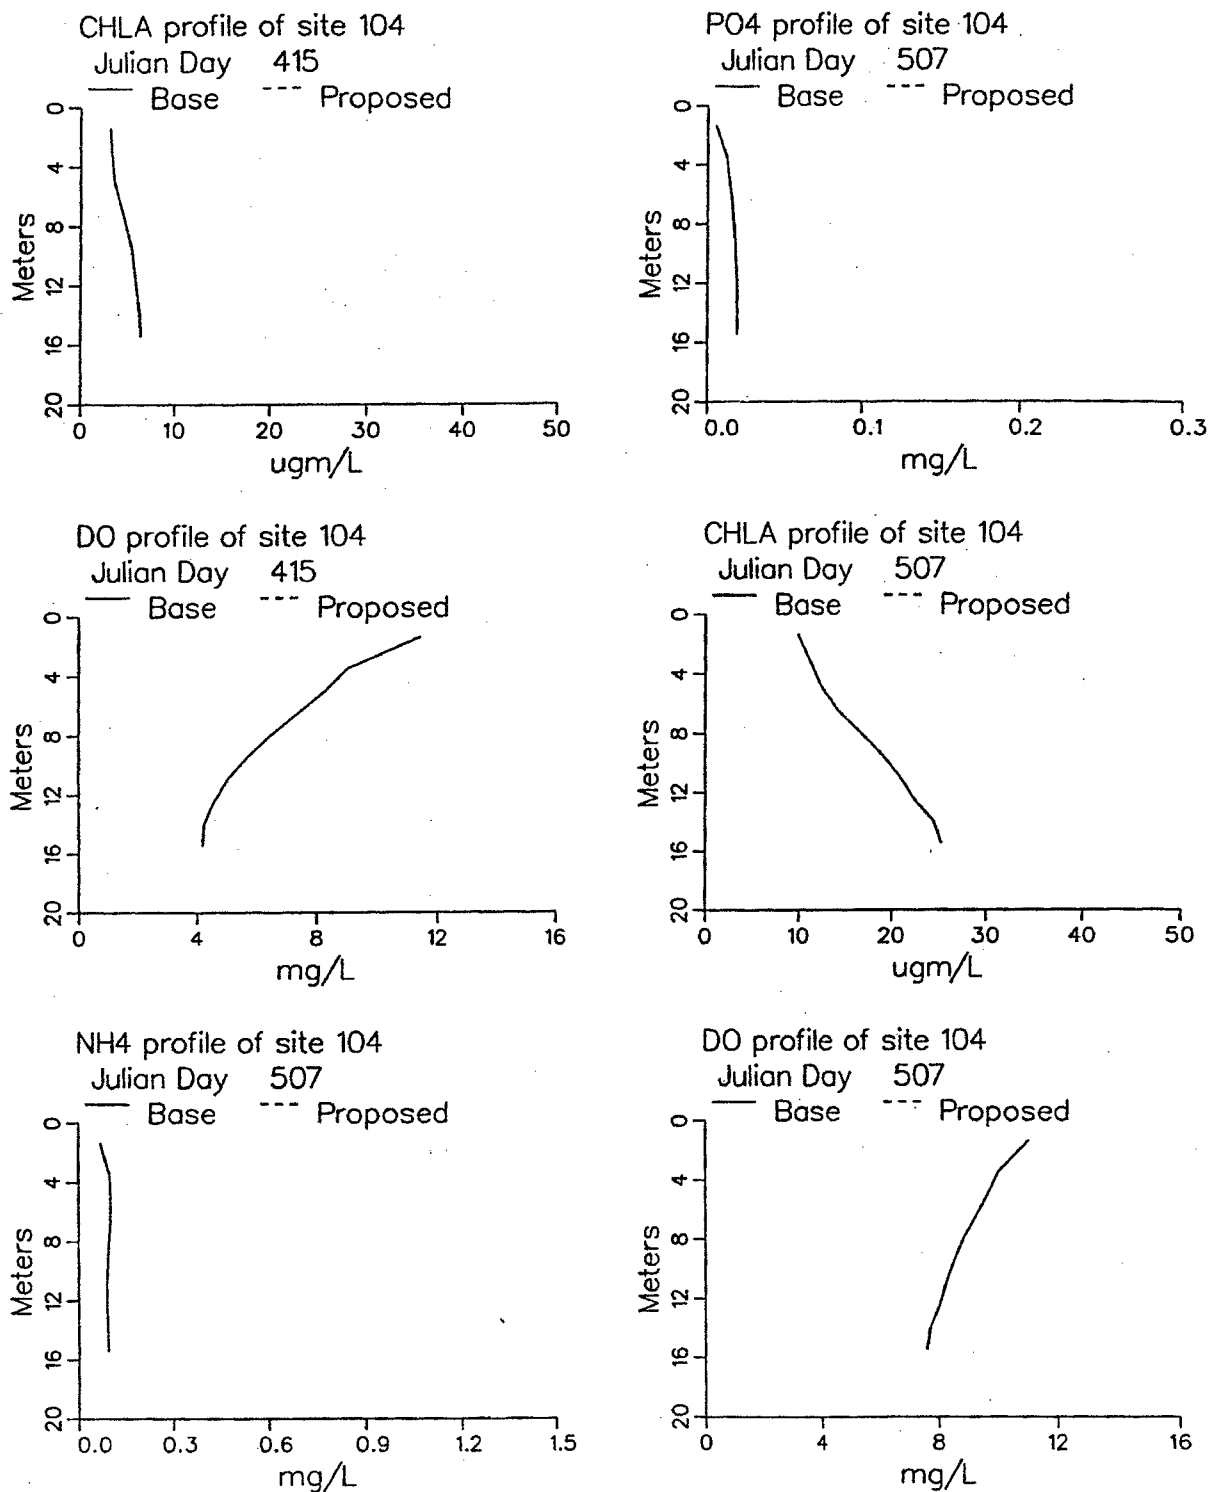 CHLA profile of site 104
Julian Day 415
Base Proposed
0
4
8
12
16
20
Meters
0 10 20 30 40 50
ugm/L
PO4 profile of site 104
Julian Day 507
Base Proposed
0
4
8
12
16
20
Meters
0.0 0.1 0.2 0.3
mg/L
DO profile of site 104
Julian Day 415
Base Proposed
0
4
8
12
16
20
Meters
0 4 8 12 16
mg/L
CHLA profile of site 104
Julian Day 507
Base Proposed
0
4
8
12
16
20
Meters
0 10 20 30 40 50
ugm/L
NH4 profile of site 104
Julian Day 507
Base Proposed
0
4
8
12
16
20
Meters
0.0 0.3 0.6 0.9 1.2 1.5
mg/L
DO profile of site 104
Julian Day 507
Base Proposed
0
4
8
12
16
20
Meters
0 4 8 12 16
mg/L